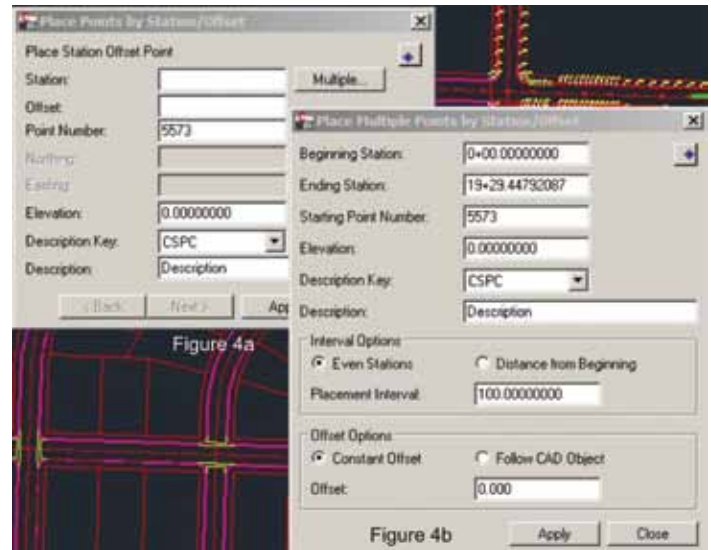 Place Points by Station/Offset
Place Station Offset Point
Station:
Multiple...
Offset:
Point Number:
5573
Northing:
Easting:
Elevation:
0.00000000
Description Key:
CSPC
Description:
Description
< Back
Next >
Figure 4a
Place Multiple Points by Station/Offset
Beginning Station:
0+00.00000000
Ending Station:
19+29.44792087
Starting Point Number:
5573
Elevation:
0.00000000
Description Key:
CSPC
Description:
Description
Interval Options
Even Stations
Distance from Beginning
Placement Interval:
100.00000000
Offset Options
Constant Offset
Follow CAD Object
Offset:
0.000
Figure 4b
Apply
Close